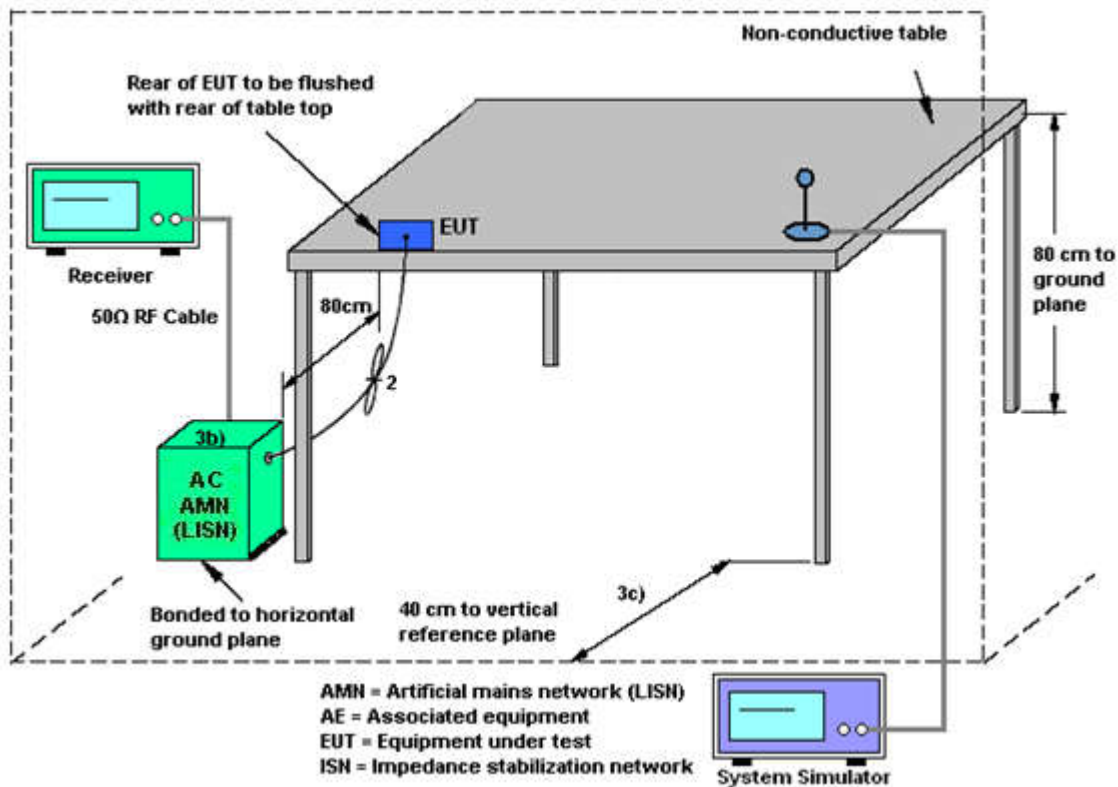 Non-conductive table
Rear of EUT to be flushed
with rear of table top
EUT
Receiver
80 cm to
ground
plane
80cm
50Ω RF Cable
2
3b)
AC
AMN
(LISN)
3c)
Bonded to horizontal
ground plane
40 cm to vertical
reference plane
AMN = Artificial mains network (LISN)
AE = Associated equipment
EUT = Equipment under test
ISN = Impedance stabilization network
System Simulator